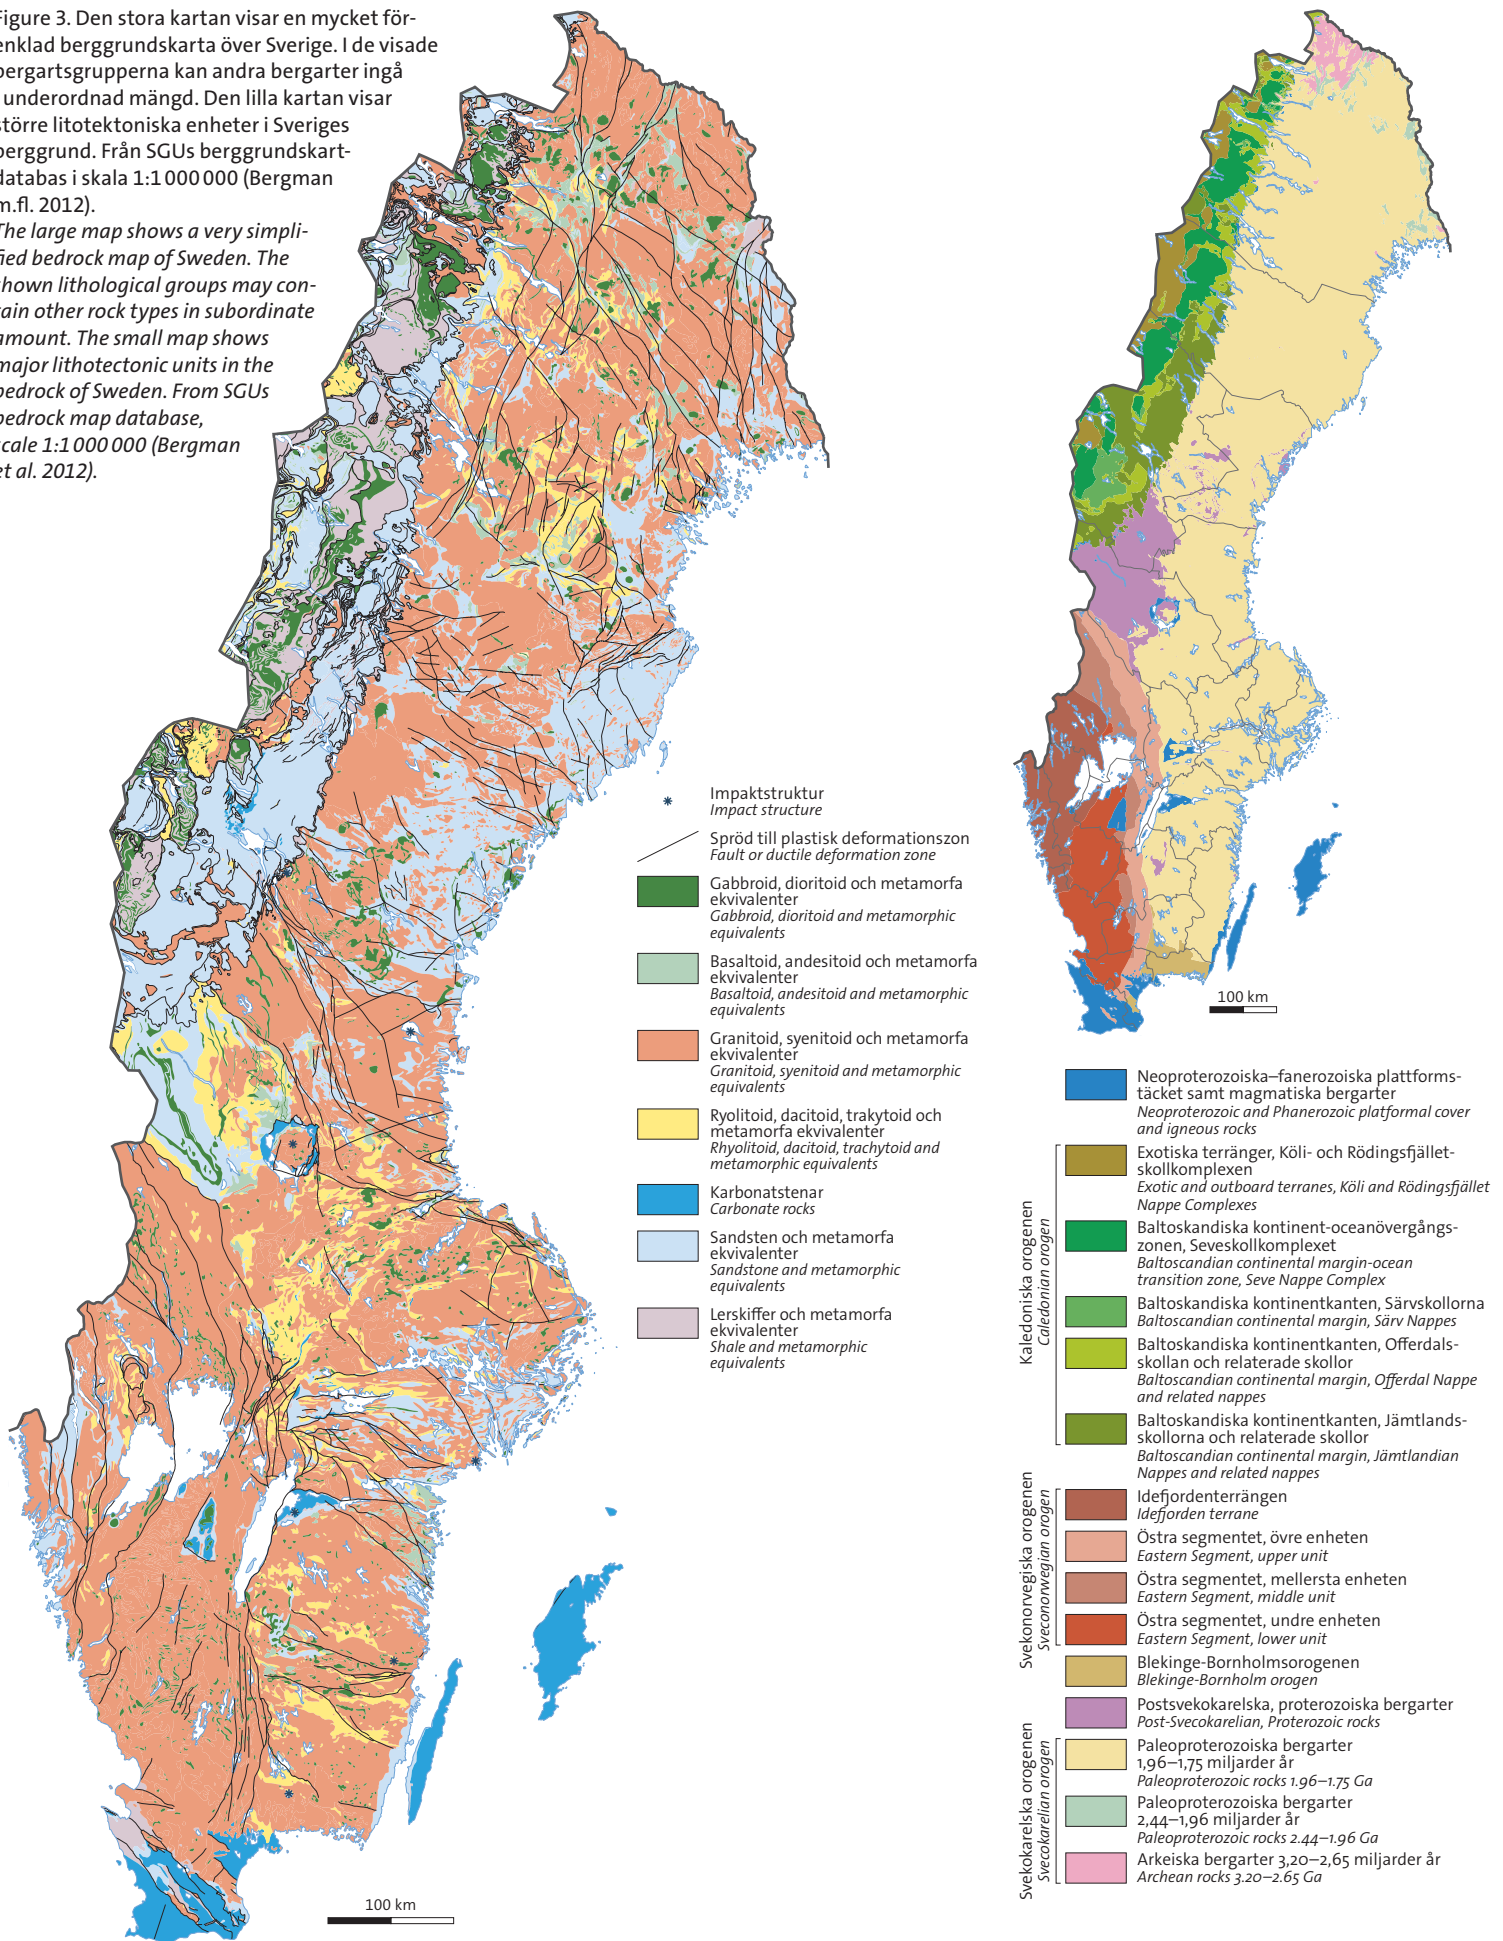 Figure 3. Den stora kartan visar en mycket för-
enklad berggrundskarta över Sverige. I de visade
bergartsgrupperna kan andra bergarter ingå
underordnad mängd. Den lilla kartan visar
större litotektoniska enheter i Sveriges
berggrund. Från SGUs berggrundskart-
databas i skala 1:1 000 000 (Bergman
m.fl. 2012).
The large map shows a very simpli-
fied bedrock map of Sweden. The
shown lithological groups may con-
tain other rock types in subordinate
amount. The small map shows
major lithotectonic units in the
bedrock of Sweden. From SGUs
bedrock map database,
scale 1:1 000 000 (Bergman
et al. 2012).
Impaktstruktur
Impact structure
Spröd till plastisk deformationszon
Fault or ductile deformation zone
Gabbroid, dioritoid och metamorfa
ekvivalenter
Gabbroid, dioritoid and metamorphic
equivalents
Basaltoid, andesitoid och metamorfa
ekvivalenter
Basaltoid, andesitoid and metamorphic
equivalents
Granitoid, syenitoid och metamorfa
ekvivalenter
Granitoid, syenitoid and metamorphic
equivalents
Ryolitoid, dacitoid, trakytoid och
metamorfa ekvivalenter
Rhyolitoid, dacitoid, trachytoid and
metamorphic equivalents
Karbonatstenar
Carbonate rocks
Sandsten och metamorfa
ekvivalenter
Sandstone and metamorphic
equivalents
Lerskiffer och metamorfa
ekvivalenter
Shale and metamorphic
equivalents
100 km
100 km
Neoproterozoiska–fanerozoiska plattforms-
täcket samt magmatiska bergarter
Neoproterozoic and Phanerozoic platformal cover
and igneous rocks
Kaledoniska orogenen
Caledonian orogen
Exotiska terränger, Köli- och Rödingsfjället-
skollkomplexen
Exotic and outboard terranes, Köli and Rödingsfjället
Nappe Complexes
Baltoskandiska kontinent-oceanövergångs-
zonen, Seveskollkomplexet
Baltoscandian continental margin-ocean
transition zone, Seve Nappe Complex
Baltoskandiska kontinentkanten, Särvskollorna
Baltoscandian continental margin, Särv Nappes
Baltoskandiska kontinentkanten, Offerdals-
skollan och relaterade skollor
Baltoscandian continental margin, Offerdal Nappe
and related nappes
Baltoskandiska kontinentkanten, Jämtlands-
skollorna och relaterade skollor
Baltoscandian continental margin, Jämtlandian
Nappes and related nappes
Svekonorvegiska orogenen
Sveconorwegian orogen
Idefjordenterrängen
Idefjorden terrane
Östra segmentet, övre enheten
Eastern Segment, upper unit
Östra segmentet, mellersta enheten
Eastern Segment, middle unit
Östra segmentet, undre enheten
Eastern Segment, lower unit
Blekinge-Bornholmsorogenen
Blekinge-Bornholm orogen
Postsvekokarelska, proterozoiska bergarter
Post-Svecokarelian, Proterozoic rocks
Svekokarelska orogenen
Svecokarelian orogen
Paleoproterozoiska bergarter
1,96–1,75 miljarder år
Paleoproterozoic rocks 1.96–1.75 Ga
Paleoproterozoiska bergarter
2,44–1,96 miljarder år
Paleoproterozoic rocks 2.44–1.96 Ga
Arkeiska bergarter 3,20–2,65 miljarder år
Archean rocks 3.20–2.65 Ga